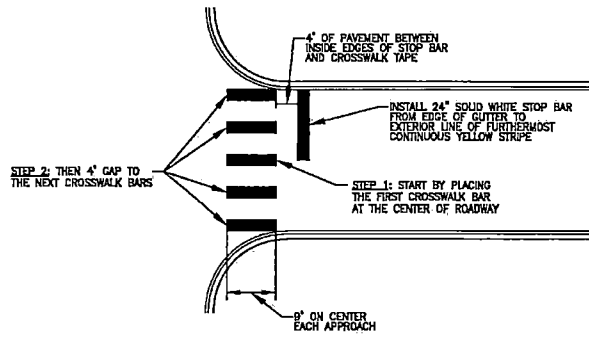 4' OF PAVEMENT BETWEEN
INSIDE EDGES OF STOP BAR
AND CROSSWALK TAPE
INSTALL 24" SOLID WHITE STOP BAR
FROM EDGE OF GUTTER TO
EXTERIOR LINE OF FURTHERMOST
CONTINUOUS YELLOW STRIPE
STEP 2: THEN 4' GAP TO
THE NEXT CROSSWALK BARS
STEP 1: START BY PLACING
THE FIRST CROSSWALK BAR
AT THE CENTER OF ROADWAY
9' ON CENTER
EACH APPROACH